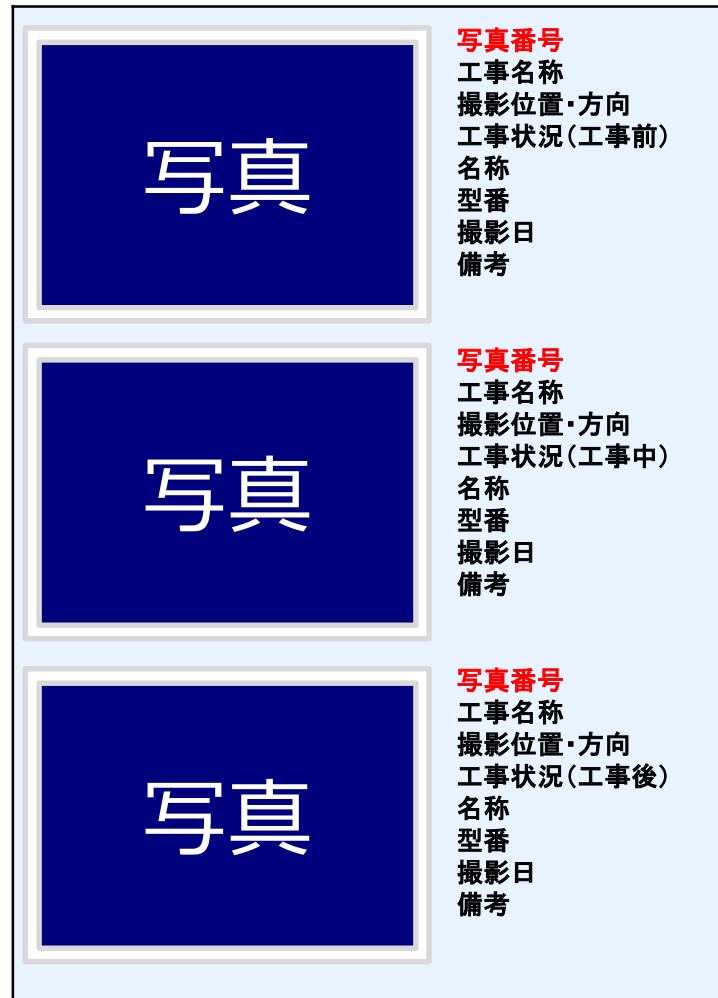 写真
写真番号
工事名称
撮影位置・方向
工事状況（工事前）
名称
型番
撮影日
備考
写真
写真番号
工事名称
撮影位置・方向
工事状況（工事中）
名称
型番
撮影日
備考
写真
写真番号
工事名称
撮影位置・方向
工事状況（工事後）
名称
型番
撮影日
備考